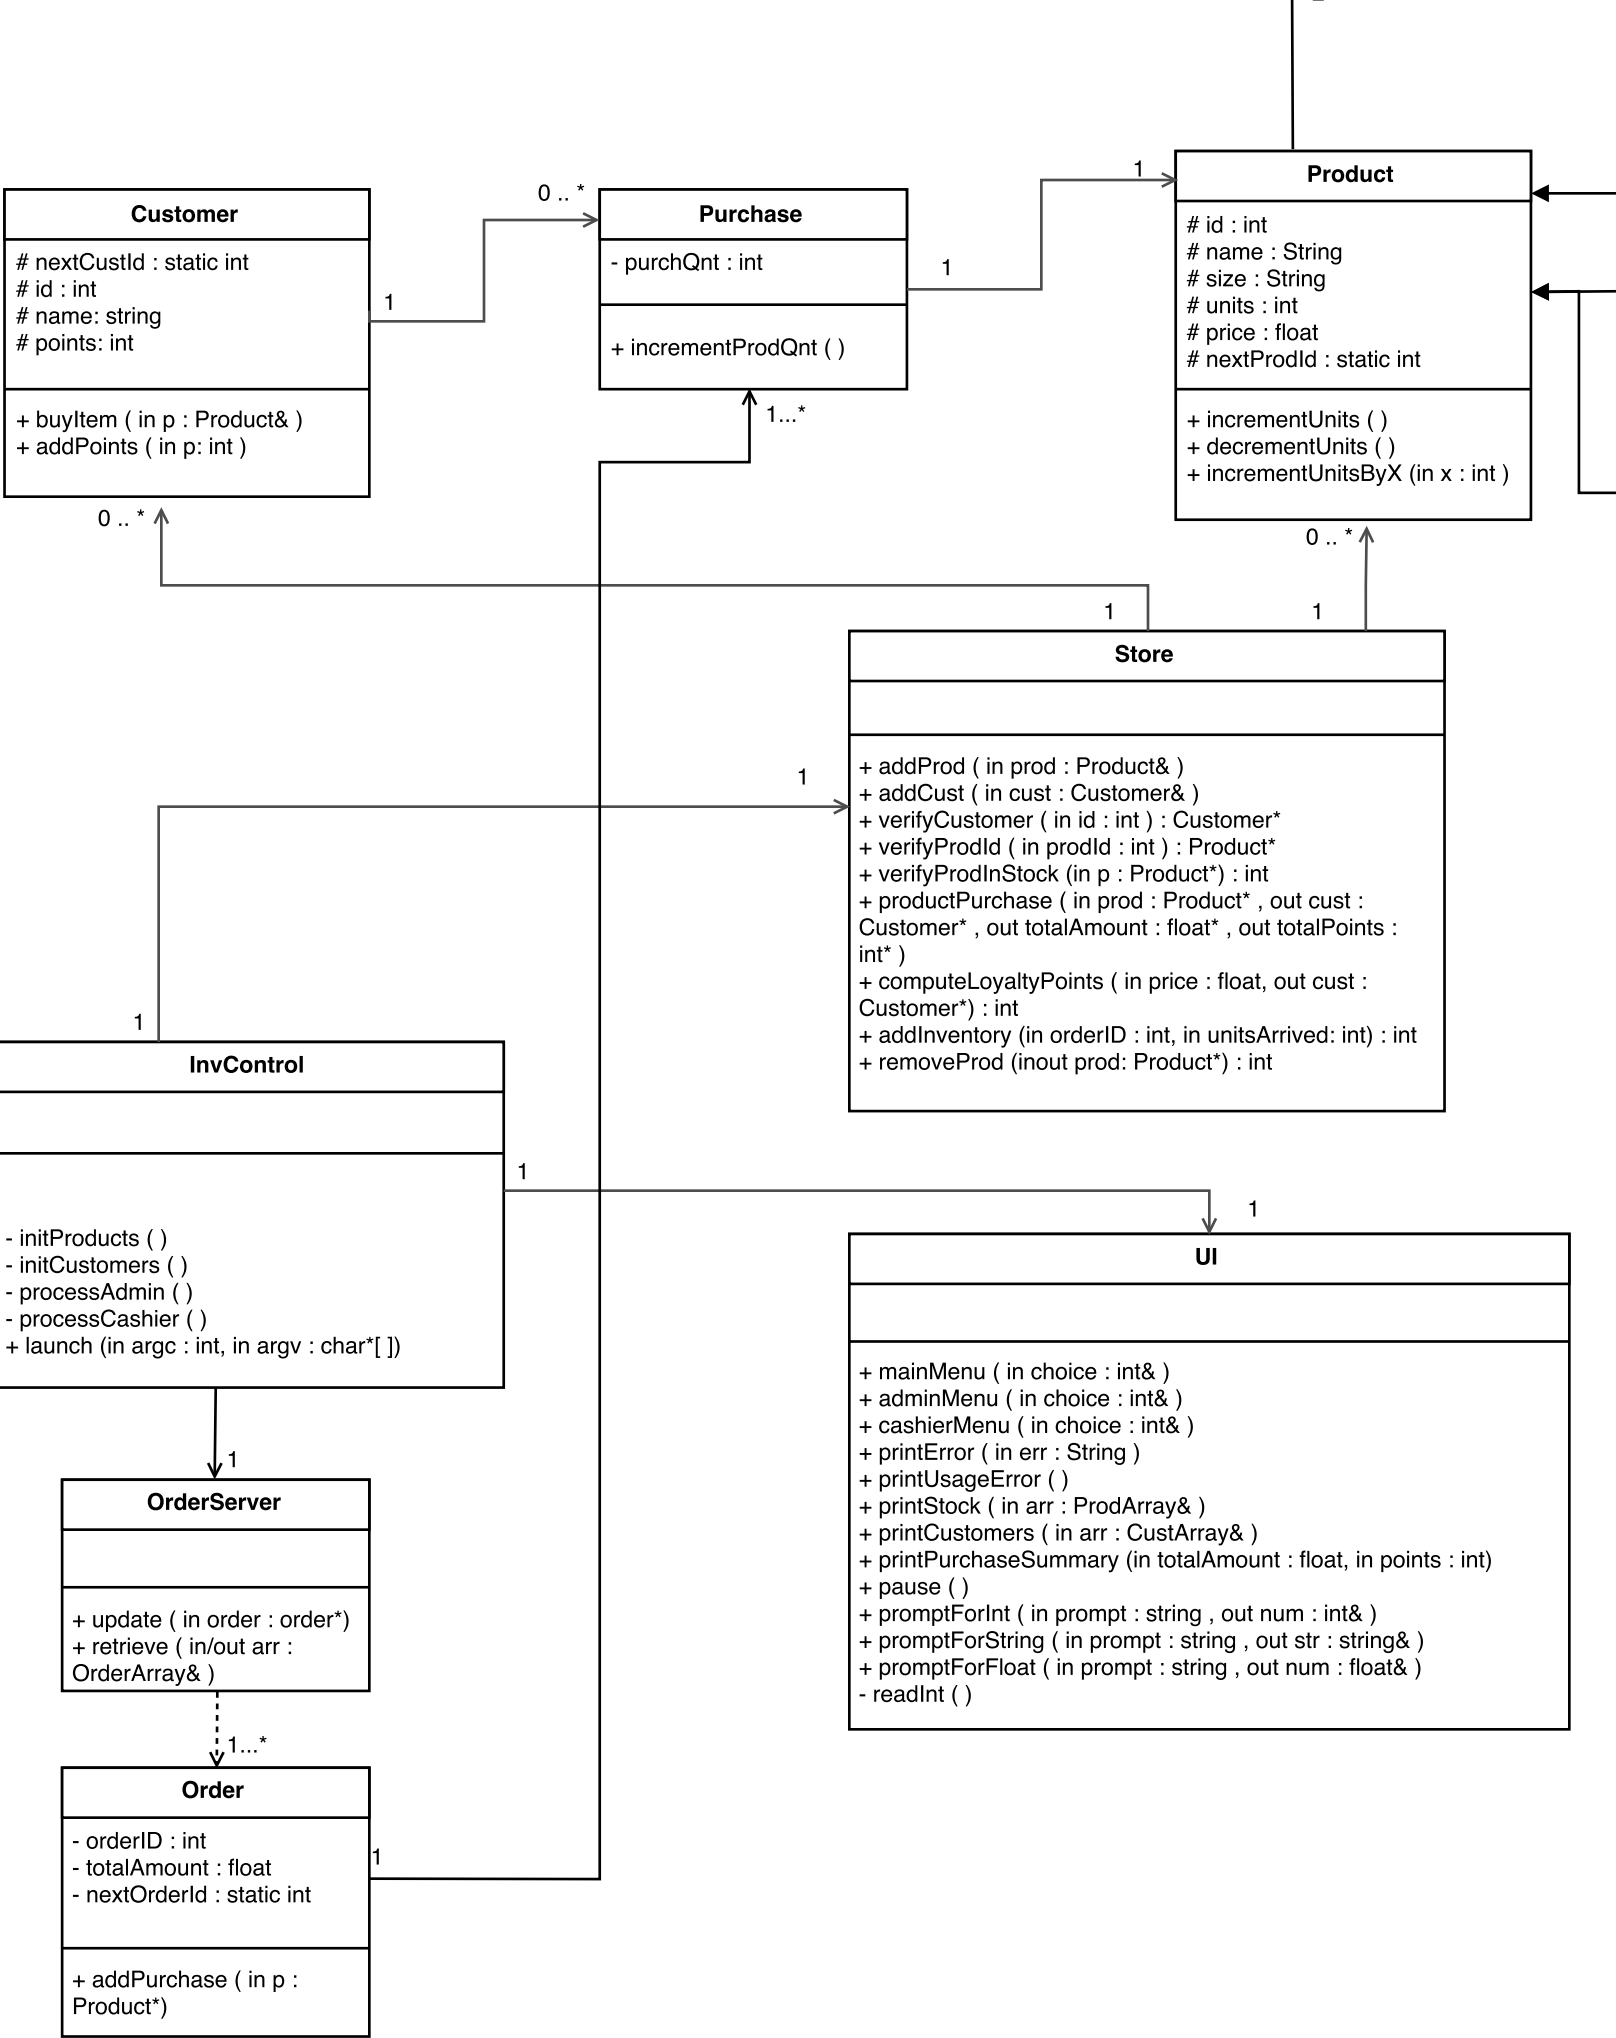 1
Product
# id : int
# name : String
# size : String
# units : int
# price : float
# nextProdId : static int
+ incrementUnits ( )
+ decrementUnits ( )
+ incrementUnitsByX (in x : int )
0 .. *
Customer
# nextCustId : static int
# id : int
# name: string
# points: int
+ buyItem ( in p : Product& )
+ addPoints ( in p: int )
1
0 .. *
0 .. *
Purchase
- purchQnt : int
+ incrementProdQnt ( )
1
1...*
1
1
Store
+ addProd ( in prod : Product& )
+ addCust ( in cust : Customer& )
+ verifyCustomer ( in id : int ) : Customer*
+ verifyProdId ( in prodId : int ) : Product*
+ verifyProdInStock (in p : Product*) : int
+ productPurchase ( in prod : Product* , out cust :
Customer* , out totalAmount : float* , out totalPoints :
int* )
+ computeLoyaltyPoints ( in price : float, out cust :
Customer*) : int
+ addInventory (in orderID : int, in unitsArrived: int) : int
+ removeProd (inout prod: Product*) : int
1
1
InvControl
- initProducts ( )
- initCustomers ( )
- processAdmin ( )
- processCashier ( )
+ launch (in argc : int, in argv : char*[ ])
1
1
UI
+ mainMenu ( in choice : int& )
+ adminMenu ( in choice : int& )
+ cashierMenu ( in choice : int& )
+ printError ( in err : String )
+ printUsageError ( )
+ printStock ( in arr : ProdArray& )
+ printCustomers ( in arr : CustArray& )
+ printPurchaseSummary (in totalAmount : float, in points : int)
+ pause ( )
+ promptForInt ( in prompt : string , out num : int& )
+ promptForString ( in prompt : string , out str : string& )
+ promptForFloat ( in prompt : string , out num : float& )
- readInt ( )
1
OrderServer
+ update ( in order : order*)
+ retrieve ( in/out arr :
OrderArray& )
1...*
Order
- orderID : int
- totalAmount : float
- nextOrderId : static int
+ addPurchase ( in p :
Product*)
1